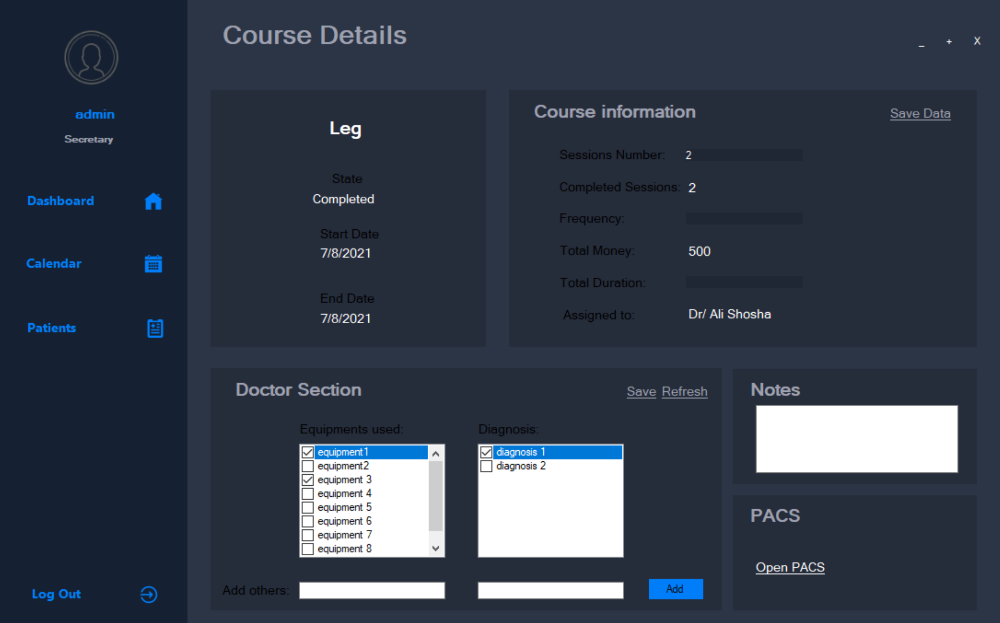 Course Details
_ + X
admin
Secretary
Dashboard
Calendar
Patients
Log Out
Leg
State
Completed
Start Date
7/8/2021
End Date
7/8/2021
Course information
Save Data
Sessions Number: 2
Completed Sessions: 2
Frequency:
Total Money: 500
Total Duration:
Assigned to: Dr/ Ali Shosha
Doctor Section
Save Refresh
Equipments used:
equipment1
equipment2
equipment 3
equipment 4
equipment 5
equipment 6
equipment 7
equipment 8
Diagnosis:
diagnosis 1
diagnosis 2
Add others:
Add
Notes
PACS
Open PACS